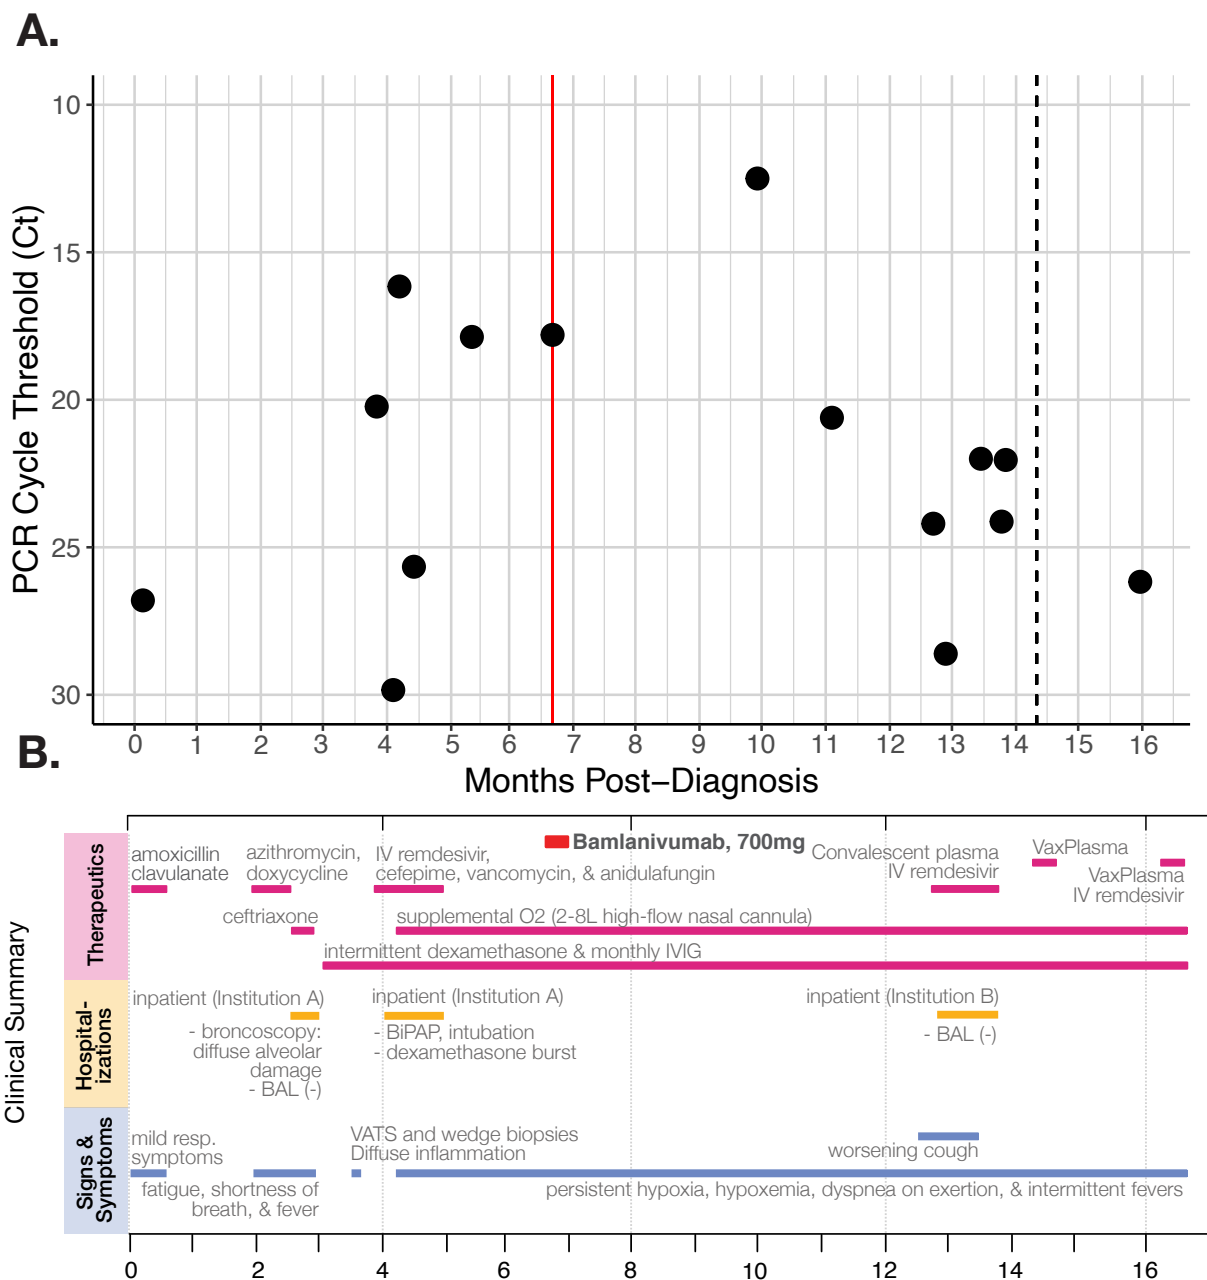 A.
PCR Cycle Threshold (Ct)
10
15
20
25
30
0 1 2 3 4 5 6 7 8 9 10 11 12 13 14 15 16
Months Post–Diagnosis
B.
Clinical Summary
Therapeutics
amoxicillin
clavulanate
azithromycin,
doxycycline
IV remdesivir,
cefepime, vancomycin, & anidulafungin
Bamlanivumab, 700mg
Convalescent plasma
IV remdesivir
VaxPlasma
VaxPlasma
IV remdesivir
ceftriaxone
supplemental O2 (2-8L high-flow nasal cannula)
intermittent dexamethasone & monthly IVIG
Hospital-
izations
inpatient (Institution A)
- broncoscopy:
diffuse alveolar
damage
- BAL (-)
inpatient (Institution A)
- BiPAP, intubation
- dexamethasone burst
inpatient (Institution B)
- BAL (-)
Signs &
Symptoms
mild resp.
symptoms
fatigue, shortness of
breath, & fever
VATS and wedge biopsies
Diffuse inflammation
worsening cough
persistent hypoxia, hypoxemia, dyspnea on exertion, & intermittent fevers
0 2 4 6 8 10 12 14 16